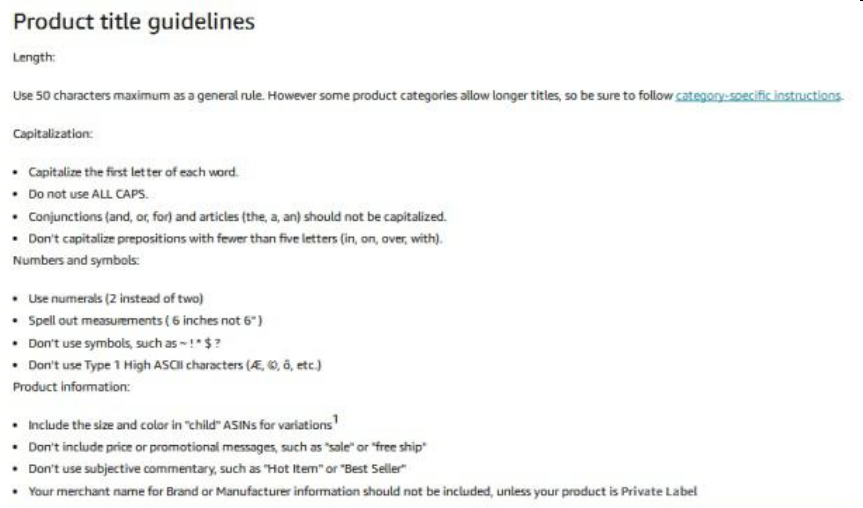 Product title guidelines
Length:
Use 50 characters maximum as a general rule. However some product categories allow longer titles, so be sure to follow category-specific instructions.
Capitalization:
• Capitalize the first letter of each word.
• Do not use ALL CAPS.
• Conjunctions (and, or, for) and articles (the, a, an) should not be capitalized.
• Don't capitalize prepositions with fewer than five letters (in, on, over, with).
Numbers and symbols:
• Use numerals (2 instead of two)
• Spell out measurements ( 6 inches not 6" )
• Don't use symbols, such as ~ ! * $ ?
• Don't use Type 1 High ASCII characters (Æ, ©, ô, etc.)
Product information:
• Include the size and color in "child" ASINs for variations¹
• Don't include price or promotional messages, such as "sale" or "free ship"
• Don't use subjective commentary, such as "Hot Item" or "Best Seller"
• Your merchant name for Brand or Manufacturer information should not be included, unless your product is Private Label